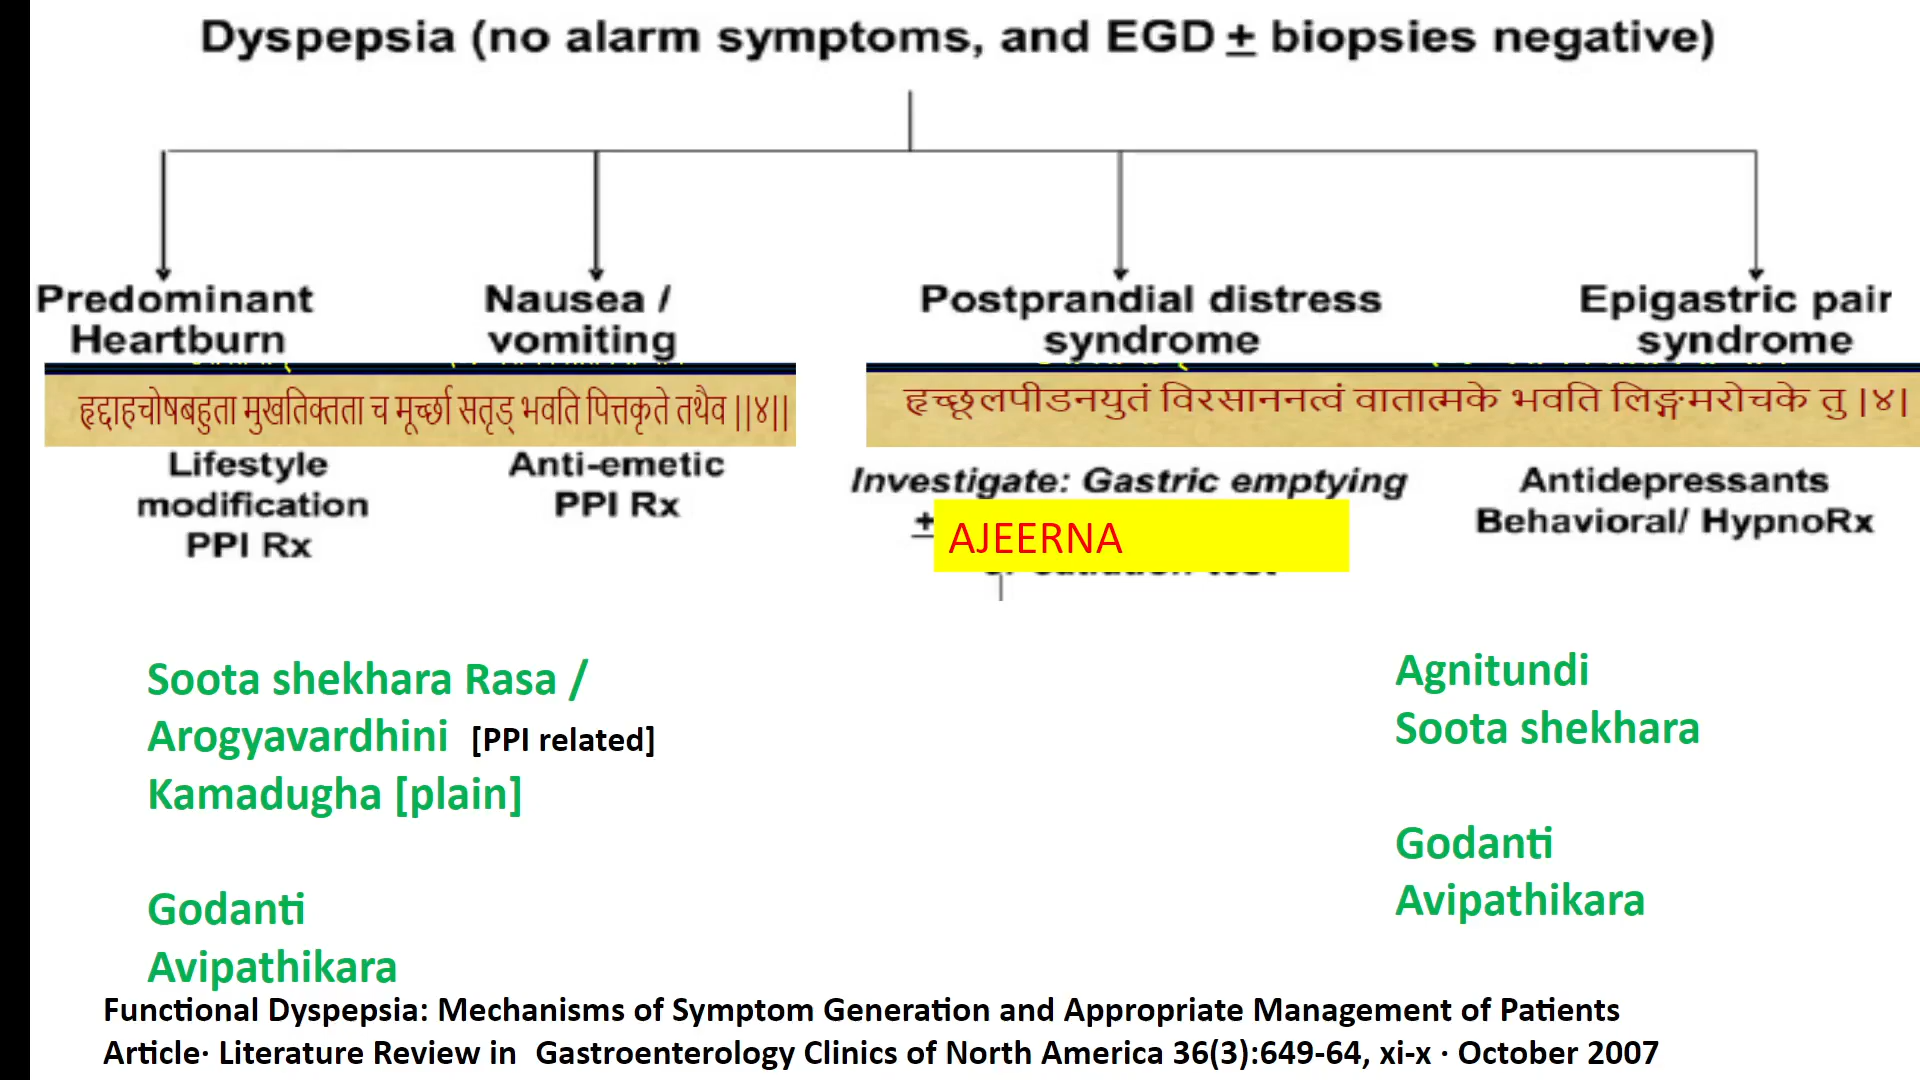 Dyspepsia (no alarm symptoms, and EGD ± biopsies negative)
Predominant
Heartburn
Nausea /
vomiting
Postprandial distress
syndrome
Epigastric pair
syndrome
हृद्दाहचोषबहुता मुखतिक्तता च मूर्च्छा सतृड् भवति पित्तकृते तथैव ||४||
हृच्छूलपीडनयुतं विरसाननत्वं वातात्मके भवति लिङ्गमरोचके तु |४|
Lifestyle
modification
PPI Rx
Anti-emetic
PPI Rx
Investigate: Gastric emptying
±
AJEERNA
Antidepressants
Behavioral/ HypnoRx
Soota shekhara Rasa /
Arogyavardhini [PPI related]
Kamadugha [plain]
Godanti
Avipathikara
Agnitundi
Soota shekhara
Godanti
Avipathikara
Functional Dyspepsia: Mechanisms of Symptom Generation and Appropriate Management of Patients
Article· Literature Review in Gastroenterology Clinics of North America 36(3):649-64, xi-x · October 2007